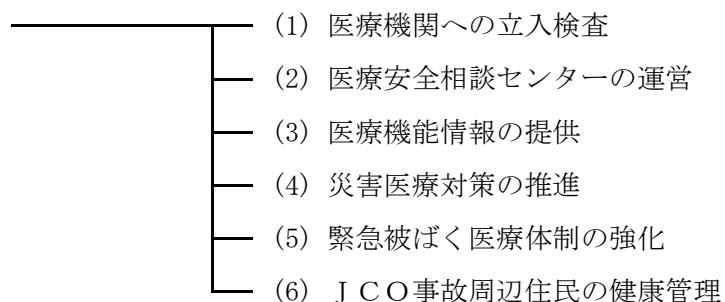 (1) 医療機関への立入検査
(2) 医療安全相談センターの運営
(3) 医療機能情報の提供
(4) 災害医療対策の推進
(5) 緊急被ばく医療体制の強化
(6) ＪＣＯ事故周辺住民の健康管理